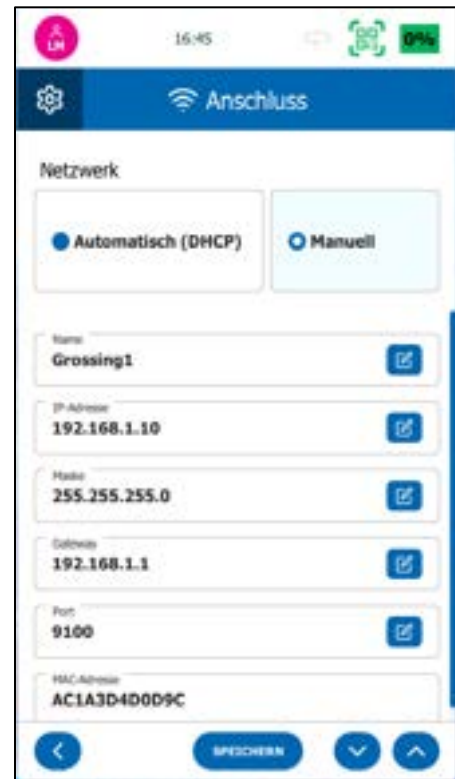 LM
16:45
0%
Anschluss
Netzwerk
Automatisch (DHCP)
Manuell
Name
Grossing1
IP-Adresse
192.168.1.10
Maske
255.255.255.0
Gateway
192.168.1.1
Port
9100
MAC-Adresse
AC1A3D4D0D9C
SPEICHERN